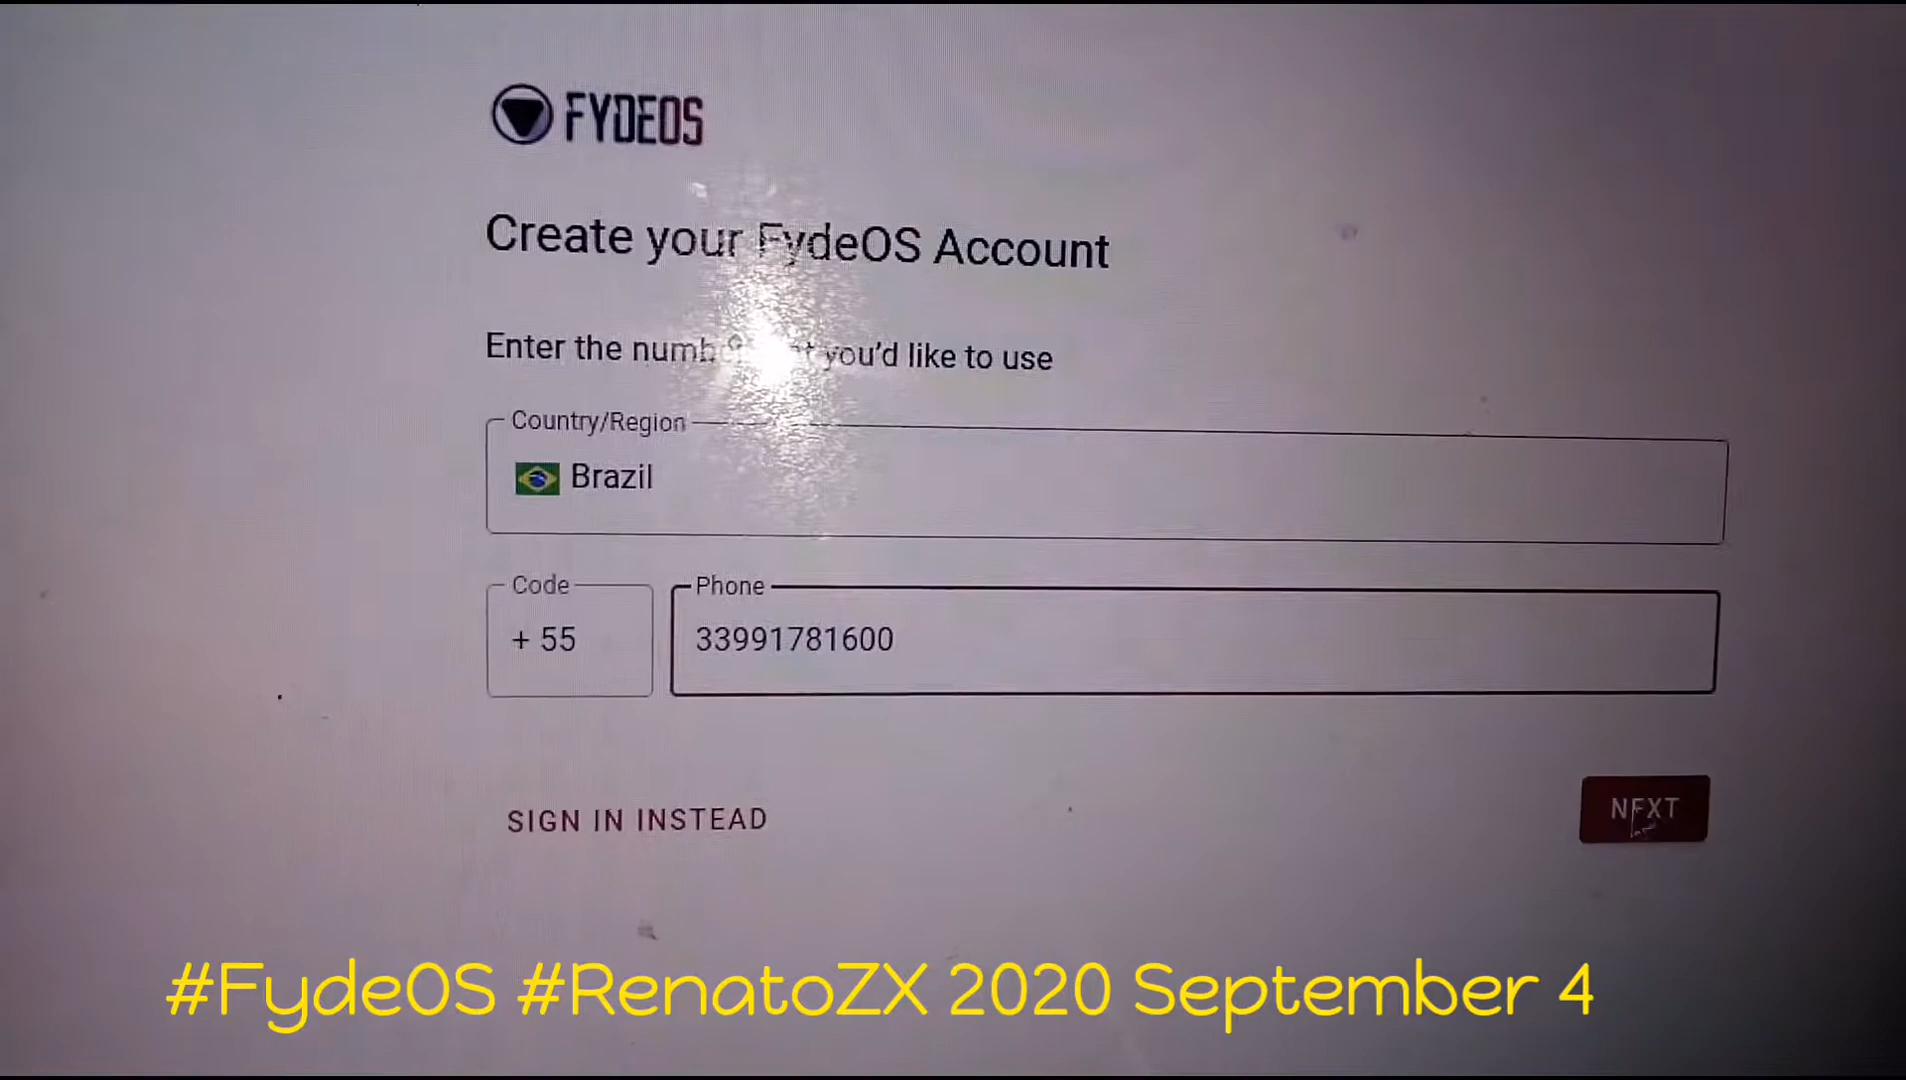 FYDEOS
Create your FydeOS Account
Enter the you'd like to use
Country/Region
Brazil
Code
+ 55
Phone
33991781600
SIGN IN INSTEAD
NEXT
#FydeOS #RenatoZX 2020 September 4